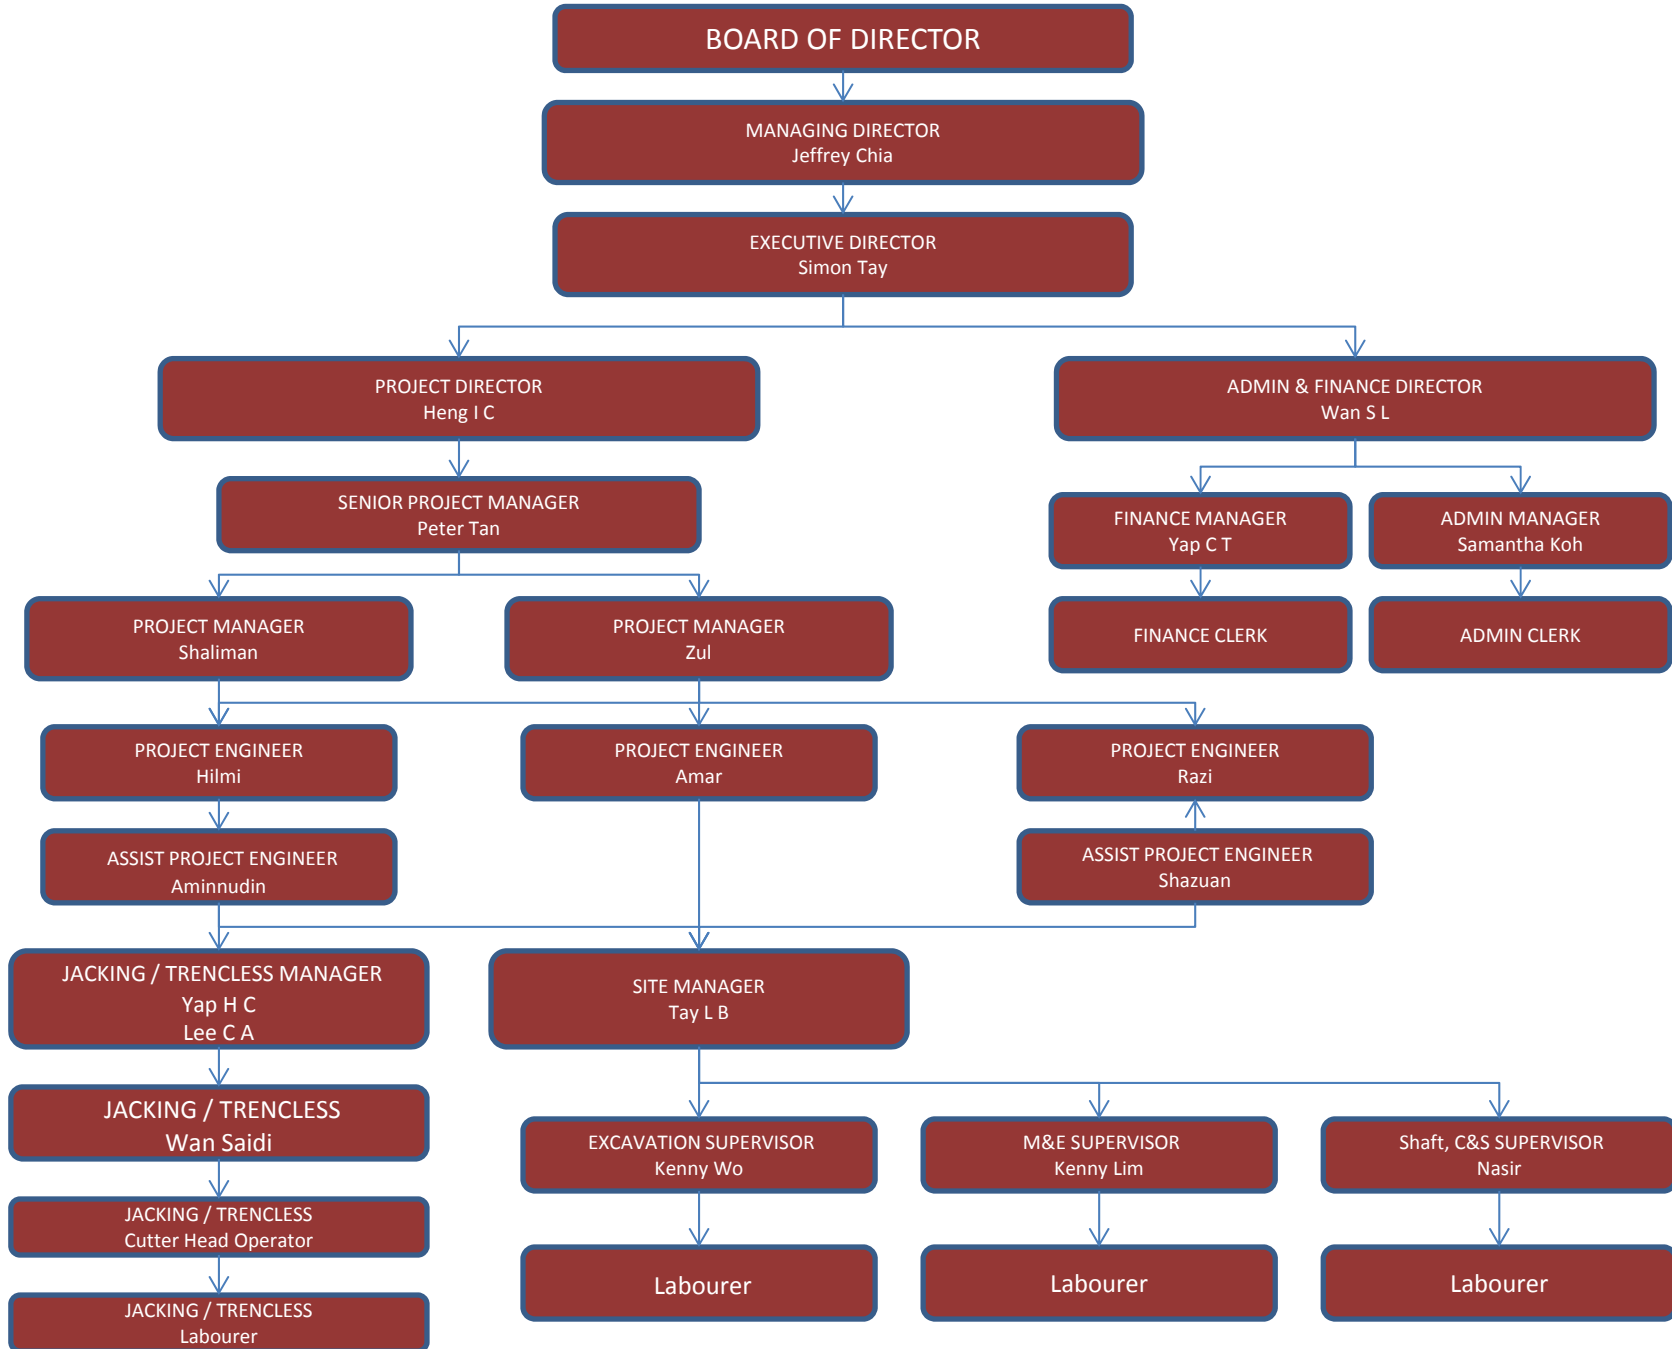 BOARD OF DIRECTOR
MANAGING DIRECTOR
Jeffrey Chia
EXECUTIVE DIRECTOR
Simon Tay
PROJECT DIRECTOR
Heng I C
ADMIN & FINANCE DIRECTOR
Wan S L
SENIOR PROJECT MANAGER
Peter Tan
FINANCE MANAGER
Yap C T
ADMIN MANAGER
Samantha Koh
PROJECT MANAGER
Shaliman
PROJECT MANAGER
Zul
FINANCE CLERK
ADMIN CLERK
PROJECT ENGINEER
Hilmi
PROJECT ENGINEER
Amar
PROJECT ENGINEER
Razi
ASSIST PROJECT ENGINEER
Aminnudin
ASSIST PROJECT ENGINEER
Shazuan
JACKING / TRENCLESS MANAGER
Yap H C
Lee C A
SITE MANAGER
Tay L B
JACKING / TRENCLESS
Wan Saidi
EXCAVATION SUPERVISOR
Kenny Wo
M&E SUPERVISOR
Kenny Lim
Shaft, C&S SUPERVISOR
Nasir
JACKING / TRENCLESS
Cutter Head Operator
Labourer
Labourer
Labourer
JACKING / TRENCLESS
Labourer